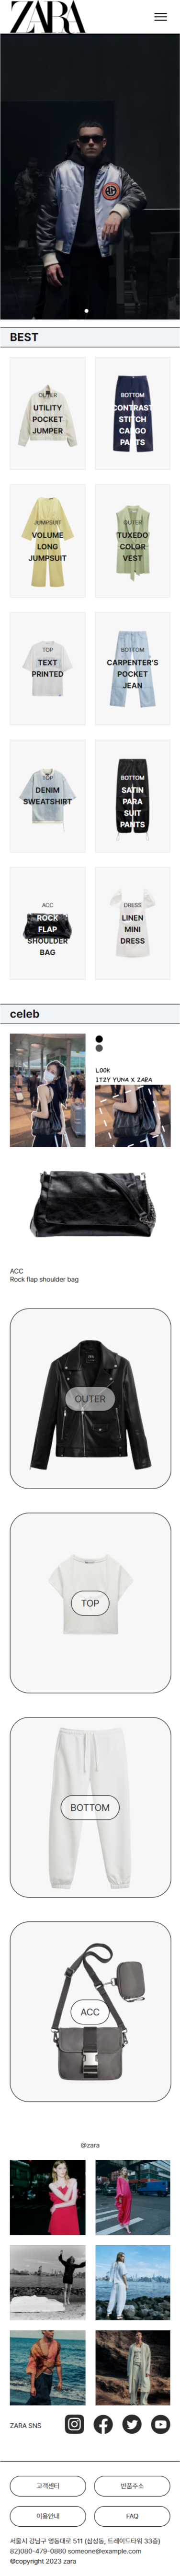 ZARA
BEST
OUTER
UTILITY
POCKET
JUMPER
BOTTOM
CONTRAST
STITCH
CARGO
PANTS
JUMPSUIT
VOLUME
LONG
JUMPSUIT
OUTER
TUXEDO
COLOR
VEST
TOP
TEXT
PRINTED
BOTTOM
CARPENTER'S
POCKET
JEAN
TOP
DENIM
SWEATSHIRT
BOTTOM
SATIN
PARA
SUIT
PANTS
ACC
ROCK
FLAP
SHOULDER
BAG
DRESS
LINEN
MINI
DRESS
celeb
LOOK
ITZY YUNA X ZARA
ACC
Rock flap shoulder bag
OUTER
TOP
BOTTOM
ACC
@zara
ZARA SNS
고객센터
반품주소
이용안내
FAQ
서울시 강남구 영동대로 511 (삼성동, 트레이드타워 33층)
82)080-479-0880 someone@example.com
©copyright 2023 zara